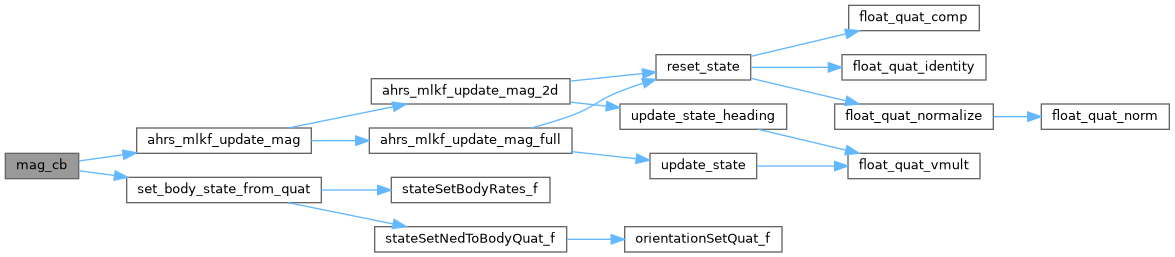 mag_cb
ahrs_mlkf_update_mag
ahrs_mlkf_update_mag_2d
reset_state
float_quat_comp
float_quat_identity
float_quat_normalize
float_quat_norm
update_state_heading
float_quat_vmult
ahrs_mlkf_update_mag_full
update_state
set_body_state_from_quat
stateSetBodyRates_f
stateSetNedToBodyQuat_f
orientationSetQuat_f